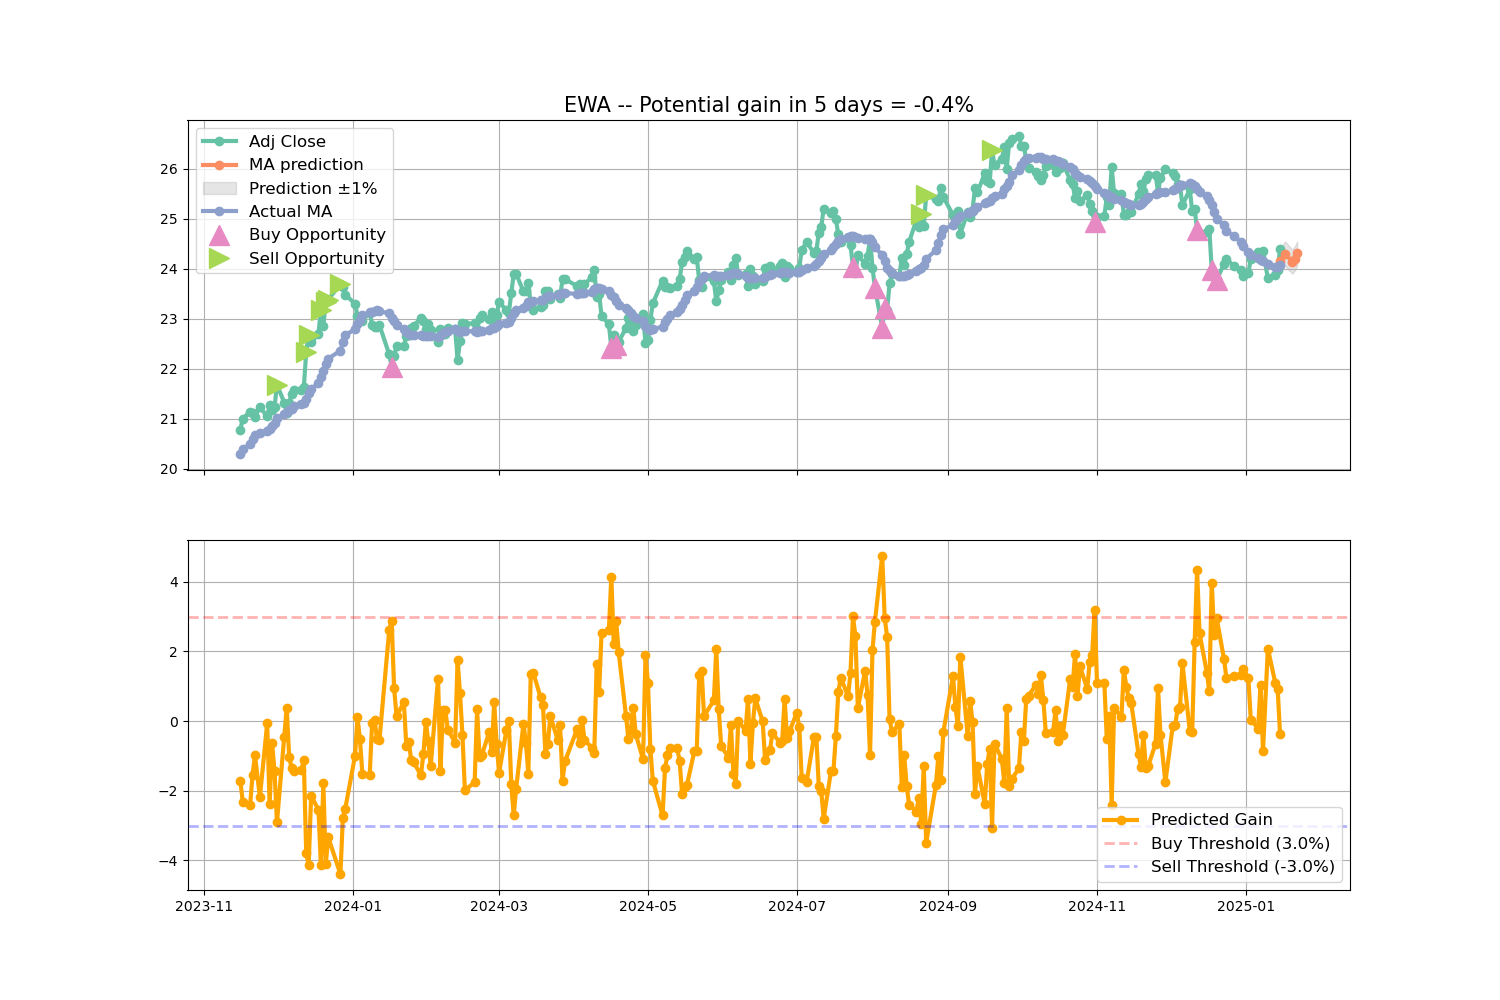 EWA -- Potential gain in 5 days = -0.4%
Adj Close
MA prediction
Prediction ±1%
Actual MA
Buy Opportunity
Sell Opportunity
26
25
24
23
22
21
20
4
2
0
−2
−4
Predicted Gain
Buy Threshold (3.0%)
Sell Threshold (-3.0%)
2023-11 2024-01 2024-03 2024-05 2024-07 2024-09 2024-11 2025-01